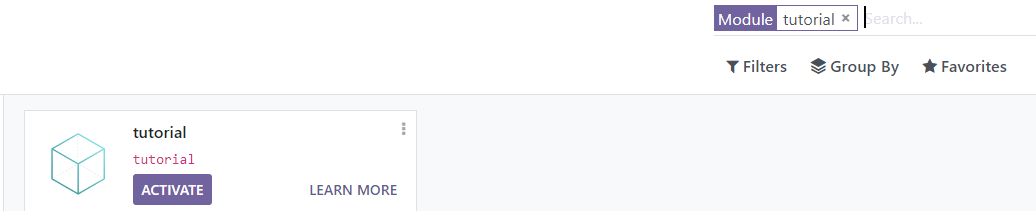 Module tutorial × Search...
Filters Group By Favorites
tutorial
tutorial
ACTIVATE LEARN MORE